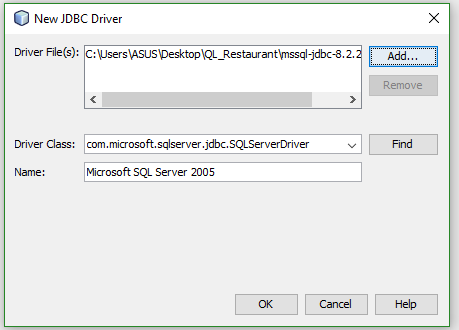 New JDBC Driver
Driver File(s):
C:\Users\ASUS\Desktop\QL_Restaurant\mssql-jdbc-8.2.2
Add...
Remove
Driver Class:
com.microsoft.sqlserver.jdbc.SQLServerDriver
Find
Name:
Microsoft SQL Server 2005
OK
Cancel
Help